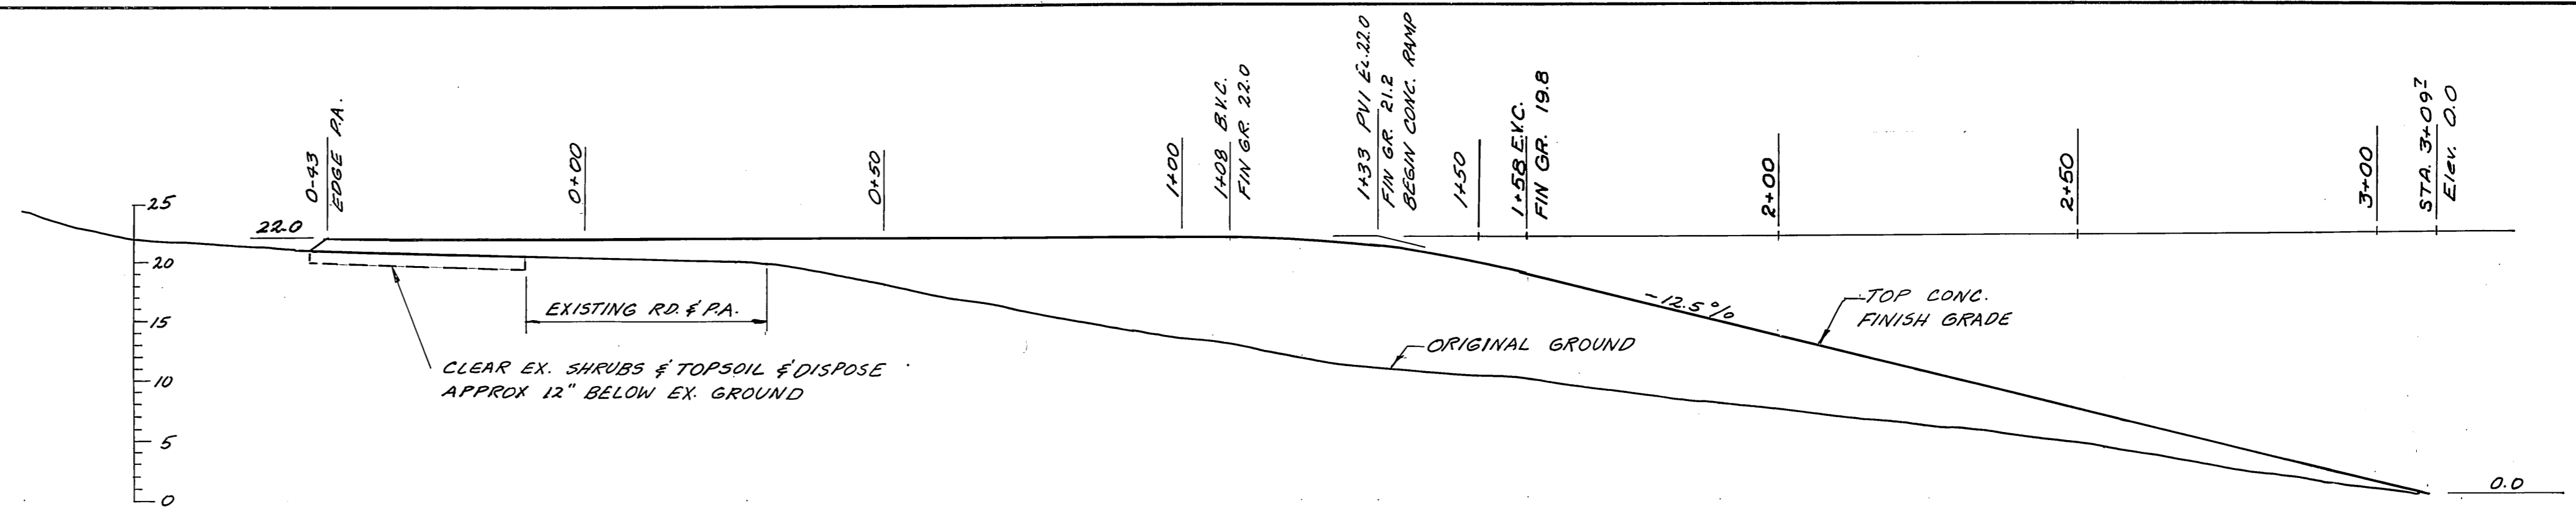 0-43
EDGE P.A.
0+00
0+50
1+00
1+08 B.V.C.
FIN GR. 22.0
1+33 PVI EL.22.0
FIN GR. 21.2
BEGIN CONC. RAMP
1+50
1+58 E.V.C.
FIN GR. 19.8
2+00
2+50
3+00
STA. 3+09⁷
Elev. 0.0
25
20
15
10
5
0
22.0
EXISTING RD. & P.A.
CLEAR EX. SHRUBS & TOPSOIL & DISPOSE
APPROX 12" BELOW EX. GROUND
ORIGINAL GROUND
-12.5%
TOP CONC.
FINISH GRADE
0.0